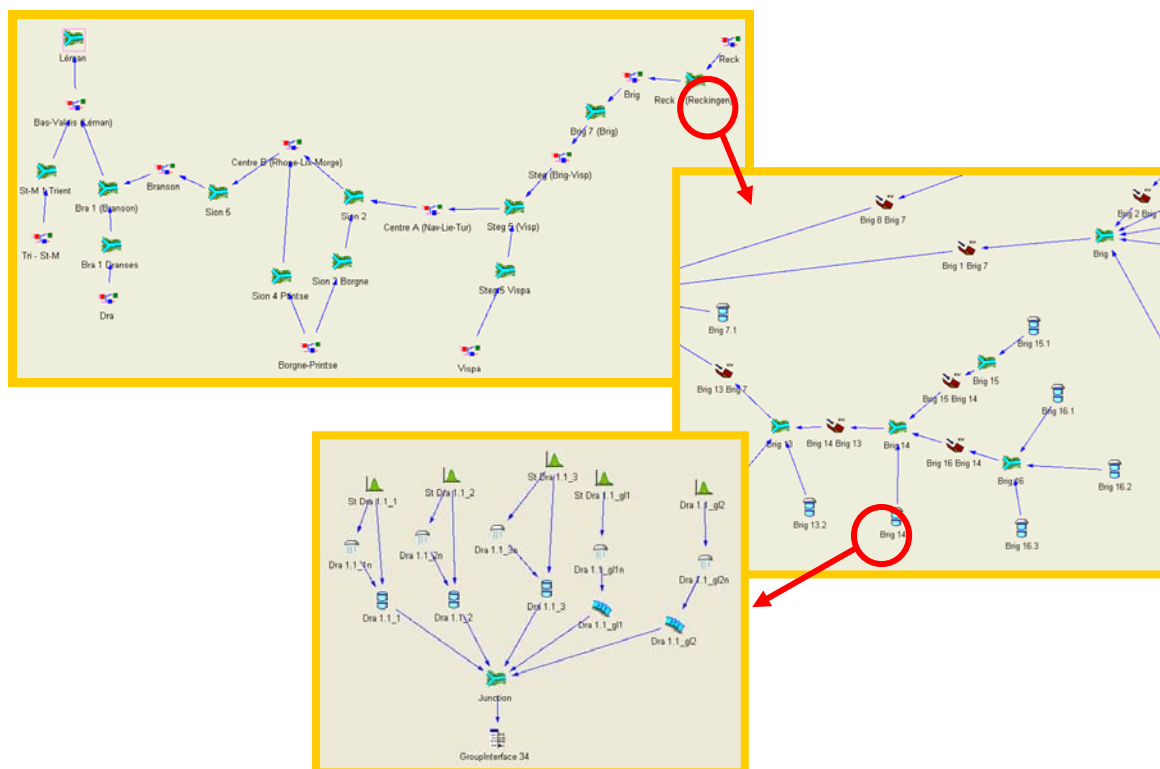 Léman
Reck
Brig
Reck (Reckingen)
Bas-Valais (Léman)
Brig 7 (Brig)
Centre B (Rhone-Lix-Morge)
Steg (Brig-Visp)
St-M 1 Trient
Branson
Bra 1 (Branson)
Sion 5
Sion 2
Centre A (Nav-Lie-Tur)
Steg 5 (Visp)
Tri - St-M
Bra 1 Dranses
Sion 4 Printse
Sion 3 Borgne
Steg 5 Vispa
Dra
Borgne-Printse
Vispa
Brig 8 Brig 7
Brig 2 Brig
Brig
Brig 1 Brig 7
Brig 7.1
Brig 15.1
Brig 15
Brig 13 Brig 7
Brig 15 Brig 14
Brig 16.1
Brig 13
Brig 14 Brig 13
Brig 14
Brig 16 Brig 14
Brig 16
Brig 16.2
Brig 13.2
Brig 14
Brig 16.3
St Dra 1.1_1
St Dra 1.1_2
St Dra 1.1_3
St Dra 1.1_gl1
Dra 1.1_gl2
Dra 1.1_1n
Dra 1.1_2n
Dra 1.1_3n
Dra 1.1_gl1n
Dra 1.1_gl2n
Dra 1.1_1
Dra 1.1_2
Dra 1.1_3
Dra 1.1_gl1
Dra 1.1_gl2
Junction
GroupInterface 34